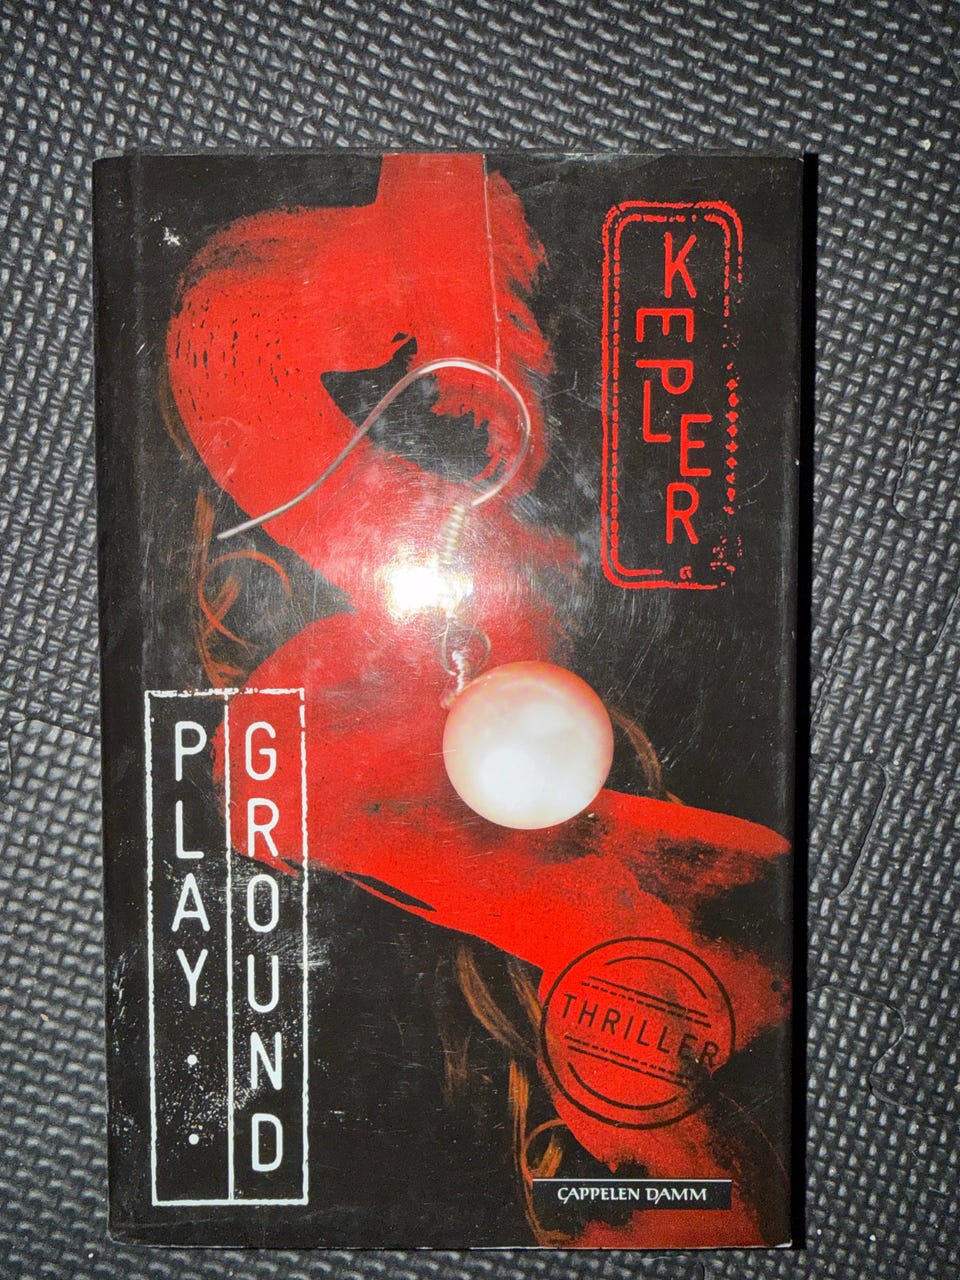 KEPLER
PLAY
GROUND
THRILLER
CAPPELEN DAMM